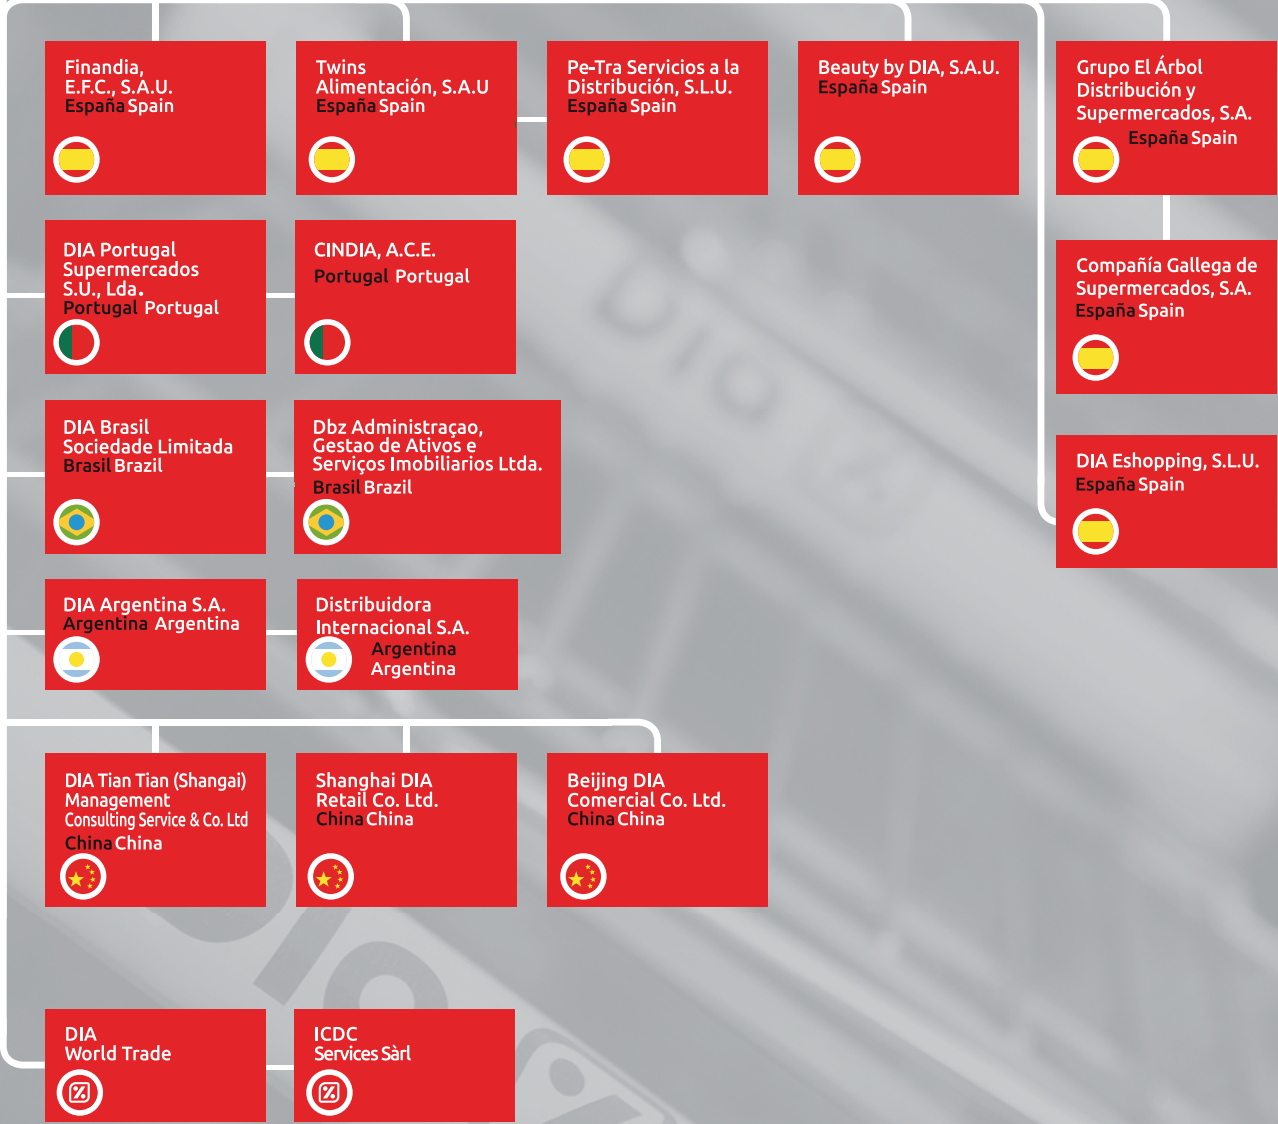 Finandia,
E.F.C., S.A.U.
España Spain
Twins
Alimentación, S.A.U
España Spain
Pe-Tra Servicios a la
Distribución, S.L.U.
España Spain
Beauty by DIA, S.A.U.
España Spain
Grupo El Árbol
Distribución y
Supermercados, S.A.
España Spain
DIA Portugal
Supermercados
S.U., Lda.
Portugal Portugal
CINDIA, A.C.E.
Portugal Portugal
Compañía Gallega de
Supermercados, S.A.
España Spain
DIA Brasil
Sociedade Limitada
Brasil Brazil
Dbz Administraçao,
Gestao de Ativos e
Serviços Imobiliarios Ltda.
Brasil Brazil
DIA Eshopping, S.L.U.
España Spain
DIA Argentina S.A.
Argentina Argentina
Distribuidora
Internacional S.A.
Argentina
Argentina
DIA Tian Tian (Shangai)
Management
Consulting Service & Co. Ltd
China China
Shanghai DIA
Retail Co. Ltd.
China China
Beijing DIA
Comercial Co. Ltd.
China China
DIA
World Trade
ICDC
Services Sàrl
Dia %
Dia %